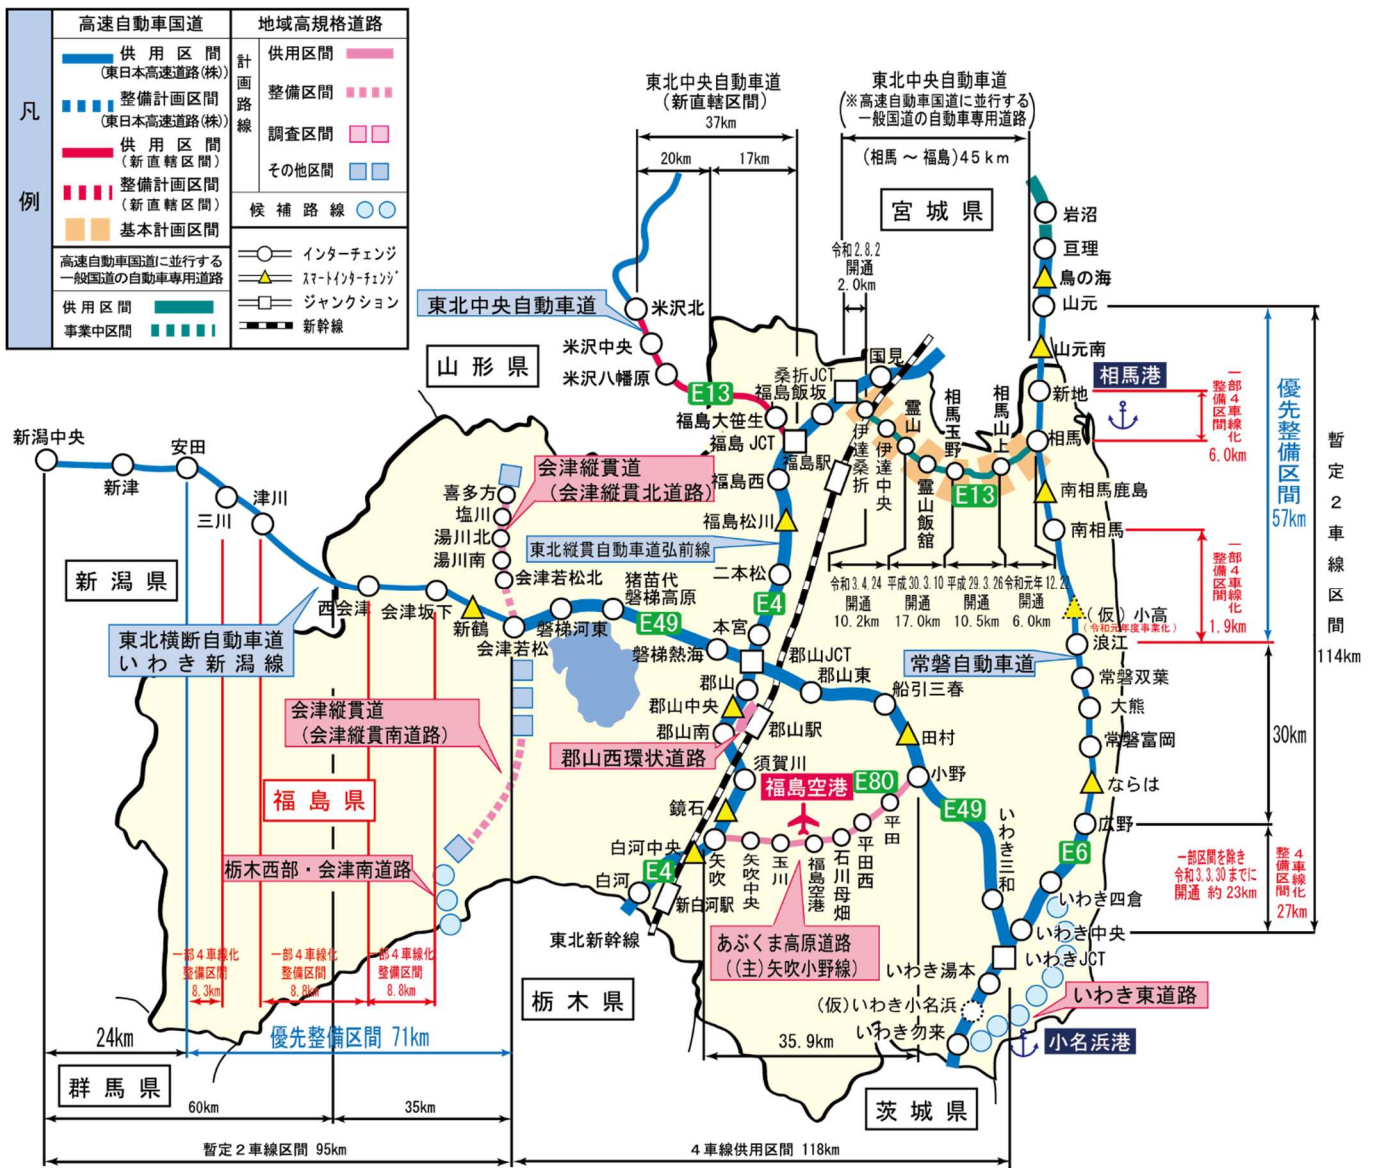 凡例
高速自動車国道
供用区間
(東日本高速道路(株))
整備計画区間
(東日本高速道路(株))
供用区間
(新直轄区間)
整備計画区間
(新直轄区間)
基本計画区間
高速自動車国道に並行する
一般国道の自動車専用道路
供用区間
事業中区間
地域高規格道路
計画路線
供用区間
整備区間
調査区間
その他区間
候補路線
インターチェンジ
スマートインターチェンジ
ジャンクション
新幹線
東北中央自動車道
(新直轄区間)
37km
20km
17km
東北中央自動車道
(※高速自動車国道に並行する
一般国道の自動車専用道路)
(相馬～福島)45km
宮城県
令和2.8.2
開通
2.0km
岩沼
亘理
鳥の海
山元
山元南
新地
相馬港
相馬
南相馬鹿島
南相馬
(仮)小高
(令和元年度事業化)
浪江
常磐自動車道
常磐双葉
大熊
常磐富岡
ならは
広野
E6
いわき四倉
いわき中央
いわきJCT
いわき湯本
(仮)いわき小名浜
いわき勿来
いわき東道路
小名浜港
一部4車線化
整備区間
6.0km
一部4車線化
整備区間
1.9km
優先整備区間
57km
暫定2車線区間
114km
30km
一部区間を除き
令和3.3.30までに
開通 約23km
4車線化
整備区間
27km
東北中央自動車道
米沢北
米沢中央
米沢八幡原
E13
福島大笹生
福島JCT
山形県
桑折JCT
福島飯坂
国見
福島駅
福島西
福島松川
東北縦貫自動車道弘前線
二本松
E4
本宮
伊達桑折
伊達中央
霊山
霊山飯舘
相馬玉野
相馬山上
E13
令和3.4.24
開通
10.2km
平成30.3.10
開通
17.0km
平成29.3.26
開通
10.5km
令和元年12.22
開通
6.0km
新潟中央
新津
安田
三川
津川
新潟県
東北横断自動車道
いわき新潟線
西会津
会津坂下
新鶴
会津若松
会津縦貫道
(会津縦貫北道路)
喜多方
塩川
湯川北
湯川南
会津若松北
磐梯河東
猪苗代
磐梯高原
E49
磐梯熱海
郡山JCT
郡山
郡山東
郡山中央
郡山南
郡山駅
郡山西環状道路
船引三春
田村
小野
E49
いわき三和
会津縦貫道
(会津縦貫南道路)
福島県
栃木西部・会津南道路
須賀川
鏡石
福島空港
E80
白河中央
白河
E4
新白河駅
東北新幹線
矢吹
矢吹中央
玉川
福島空港
石川母畑
平田西
平田
あぶくま高原道路
((主)矢吹小野線)
一部4車線化
整備区間
8.3km
一部4車線化
整備区間
8.8km
一部4車線化
整備区間
8.8km
24km
優先整備区間 71km
群馬県
栃木県
茨城県
35.9km
60km
35km
暫定2車線区間 95km
4車線供用区間 118km